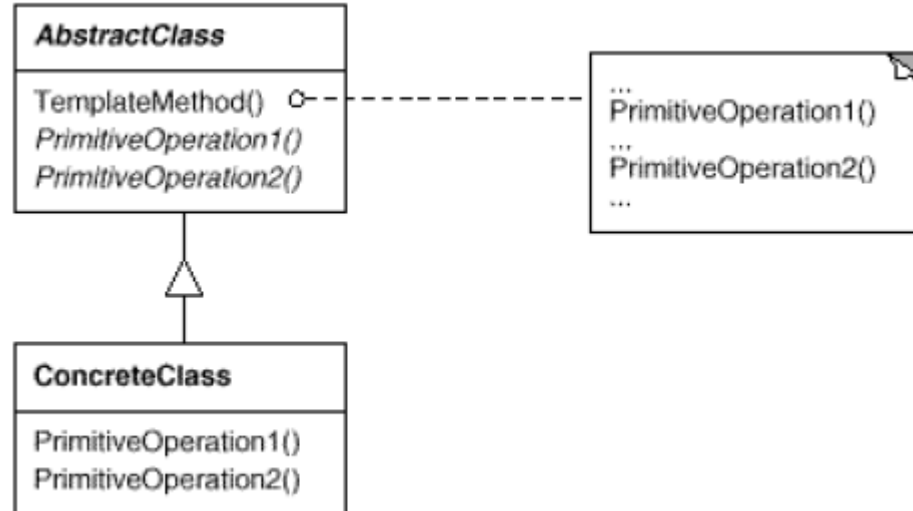 AbstractClass
TemplateMethod()
PrimitiveOperation1()
PrimitiveOperation2()
...
PrimitiveOperation1()
...
PrimitiveOperation2()
...
ConcreteClass
PrimitiveOperation1()
PrimitiveOperation2()